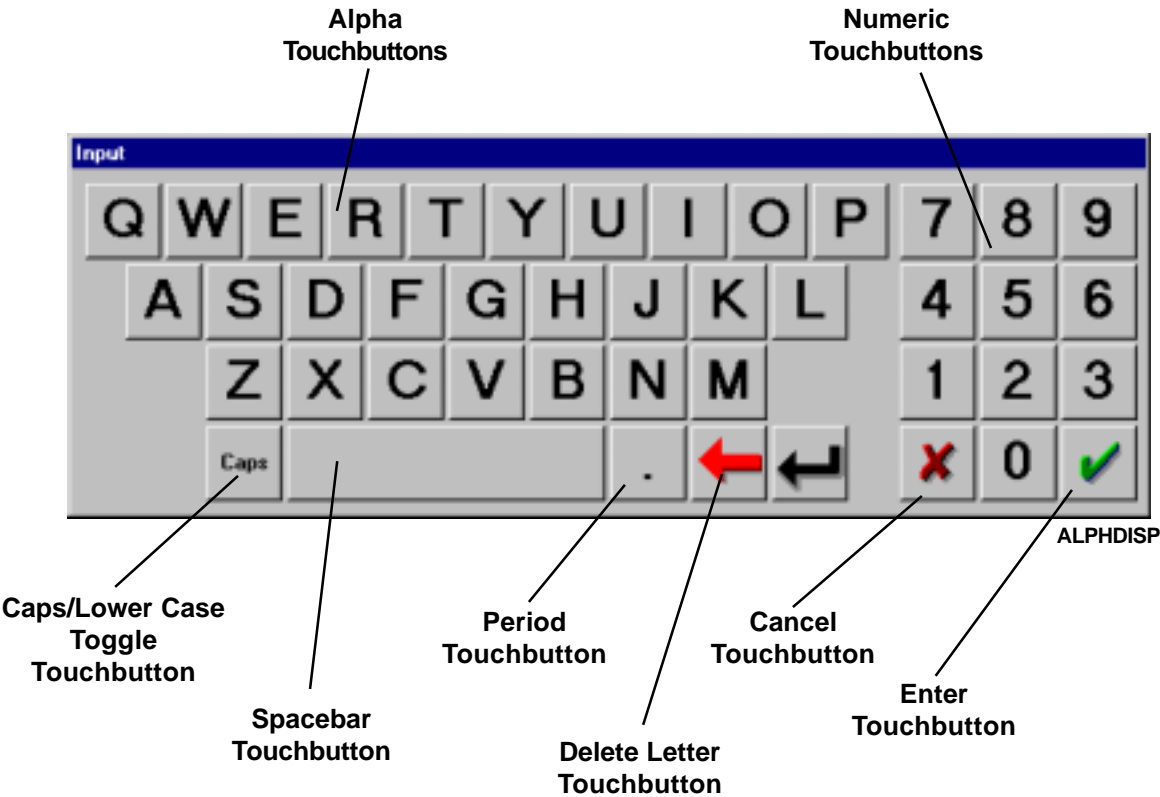 Alpha
Touchbuttons
Numeric
Touchbuttons
Input
Q W E R T Y U I O P 7 8 9
A S D F G H J K L 4 5 6
Z X C V B N M 1 2 3
Caps . 0
ALPHDISP
Caps/Lower Case
Toggle
Touchbutton
Period
Touchbutton
Cancel
Touchbutton
Enter
Touchbutton
Spacebar
Touchbutton
Delete Letter
Touchbutton